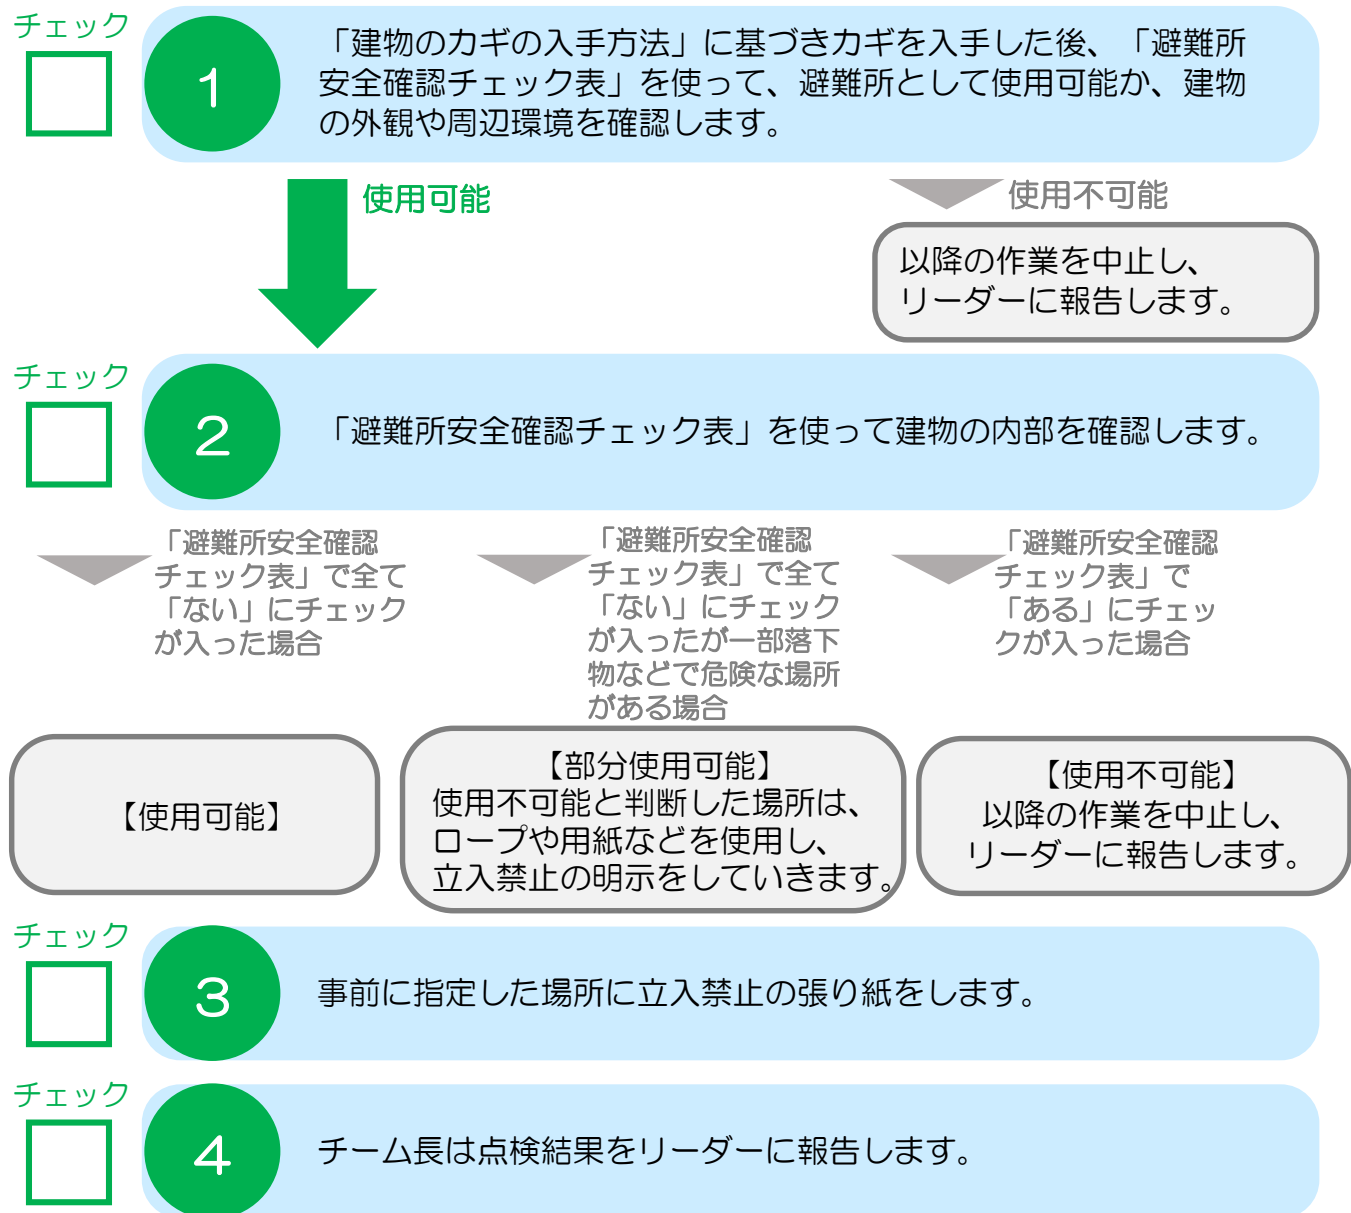 チェック
1
「建物のカギの入手方法」に基づきカギを入手した後、「避難所
安全確認チェック表」を使って、避難所として使用可能か、建物
の外観や周辺環境を確認します。
使用可能
使用不可能
以降の作業を中止し、
リーダーに報告します。
チェック
2
「避難所安全確認チェック表」を使って建物の内部を確認します。
「避難所安全確認
チェック表」で全て
「ない」にチェック
が入った場合
「避難所安全確認
チェック表」で全て
「ない」にチェック
が入ったが一部落下
物などで危険な場所
がある場合
「避難所安全確認
チェック表」で
「ある」にチェッ
クが入った場合
【使用可能】
【部分使用可能】
使用不可能と判断した場所は、
ロープや用紙などを使用し、
立入禁止の明示をしていきます。
【使用不可能】
以降の作業を中止し、
リーダーに報告します。
チェック
3
事前に指定した場所に立入禁止の張り紙をします。
チェック
4
チーム長は点検結果をリーダーに報告します。